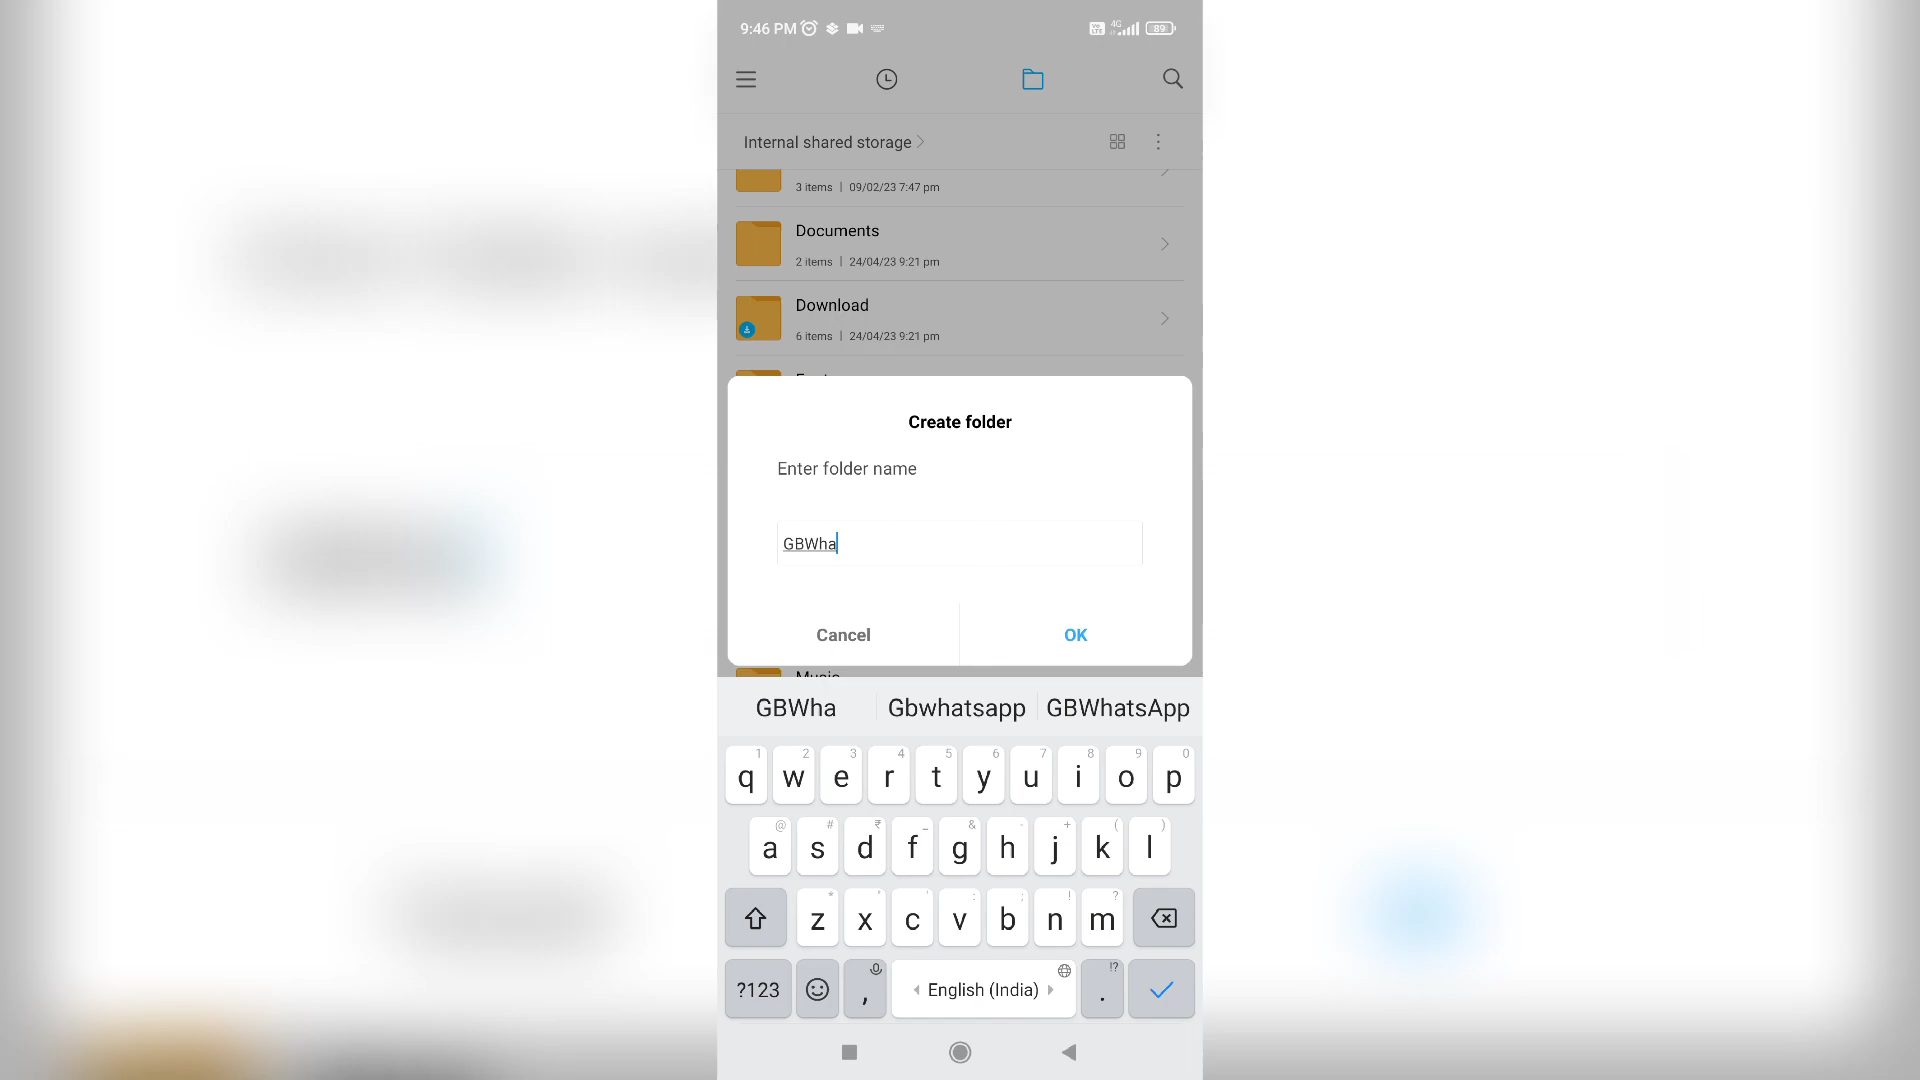 9:46 PM 4G 89
Internal shared storage
3 items | 09/02/23 7:47 pm
Documents
2 items | 24/04/23 9:21 pm
Download
6 items | 24/04/23 9:21 pm
Create folder
Enter folder name
GBWha
Cancel OK
Music
GBWha Gbwhatsapp GBWhatsApp
1 2 3 4 5 6 7 8 9 0
q w e r t y u i o p
@ # ₹ _ & - + ( )
a s d f g h j k l
* " ' : ; ! ?
z x c v b n m
?123 , English (India) . !?